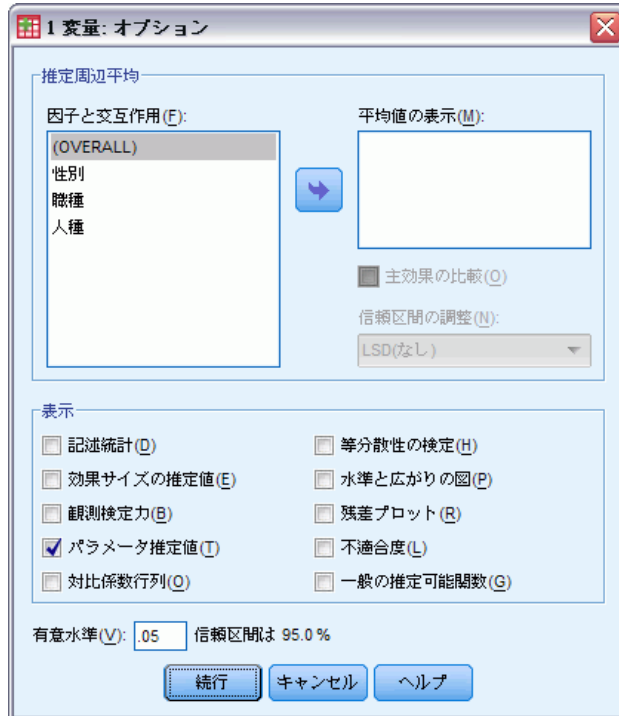 1 変量: オプション
推定周辺平均
因子と交互作用(F):
(OVERALL)
性別
職種
人種
平均値の表示(M):
主効果の比較(O)
信頼区間の調整(N):
LSD(なし)
表示
記述統計(D)
効果サイズの推定値(E)
観測検定力(B)
パラメータ推定値(T)
対比係数行列(O)
等分散性の検定(H)
水準と広がりの図(P)
残差プロット(R)
不適合度(L)
一般の推定可能関数(G)
有意水準(V): .05 信頼区間は 95.0 %
続行 キャンセル ヘルプ